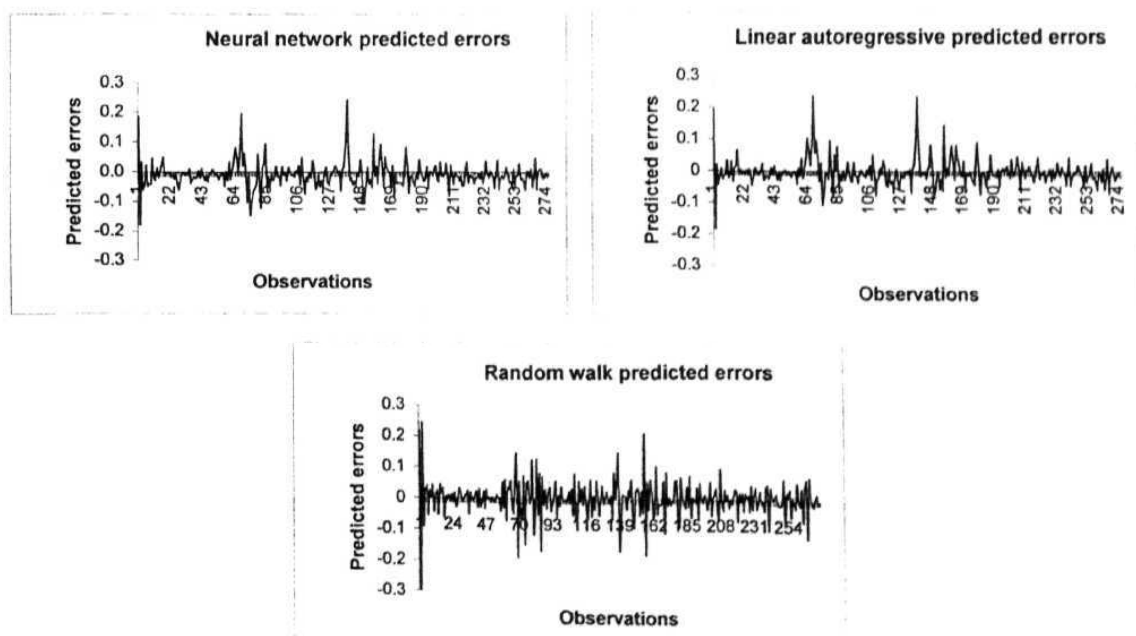 Neural network predicted errors
Predicted errors
0.3
0.2
0.1
0.0
-0.1
-0.2
-0.3
1 22 43 64 85 106 127 148 169 190 211 232 253 274
Observations
Linear autoregressive predicted errors
Predicted errors
0.3
0.2
0.1
0.0
-0.1
-0.2
-0.3
1 22 43 64 85 106 127 148 169 190 211 232 253 274
Observations
Random walk predicted errors
Predicted errors
0.3
0.2
0.1
0
-0.1
-0.2
-0.3
24 47 70 93 116 139 162 185 208 231 254
Observations